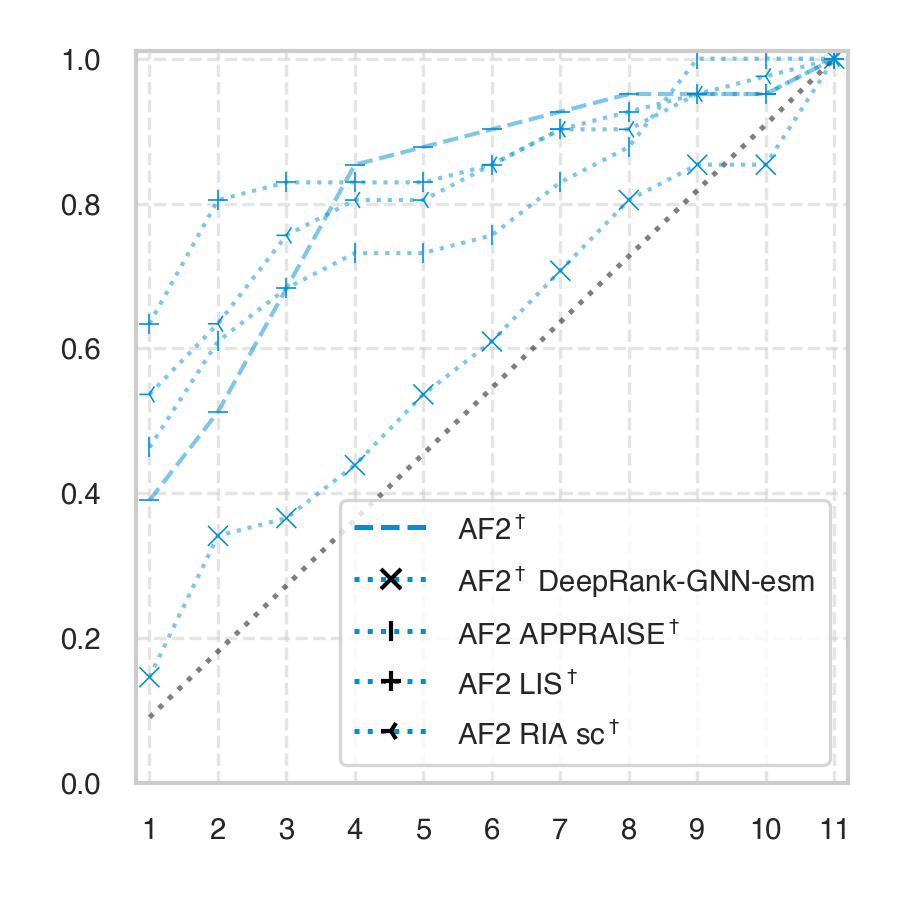 1.0
0.8
0.6
0.4
0.2
0.0
AF2†
AF2† DeepRank-GNN-esm
AF2 APPRAISE†
AF2 LIS†
AF2 RIA sc†
1 2 3 4 5 6 7 8 9 10 11